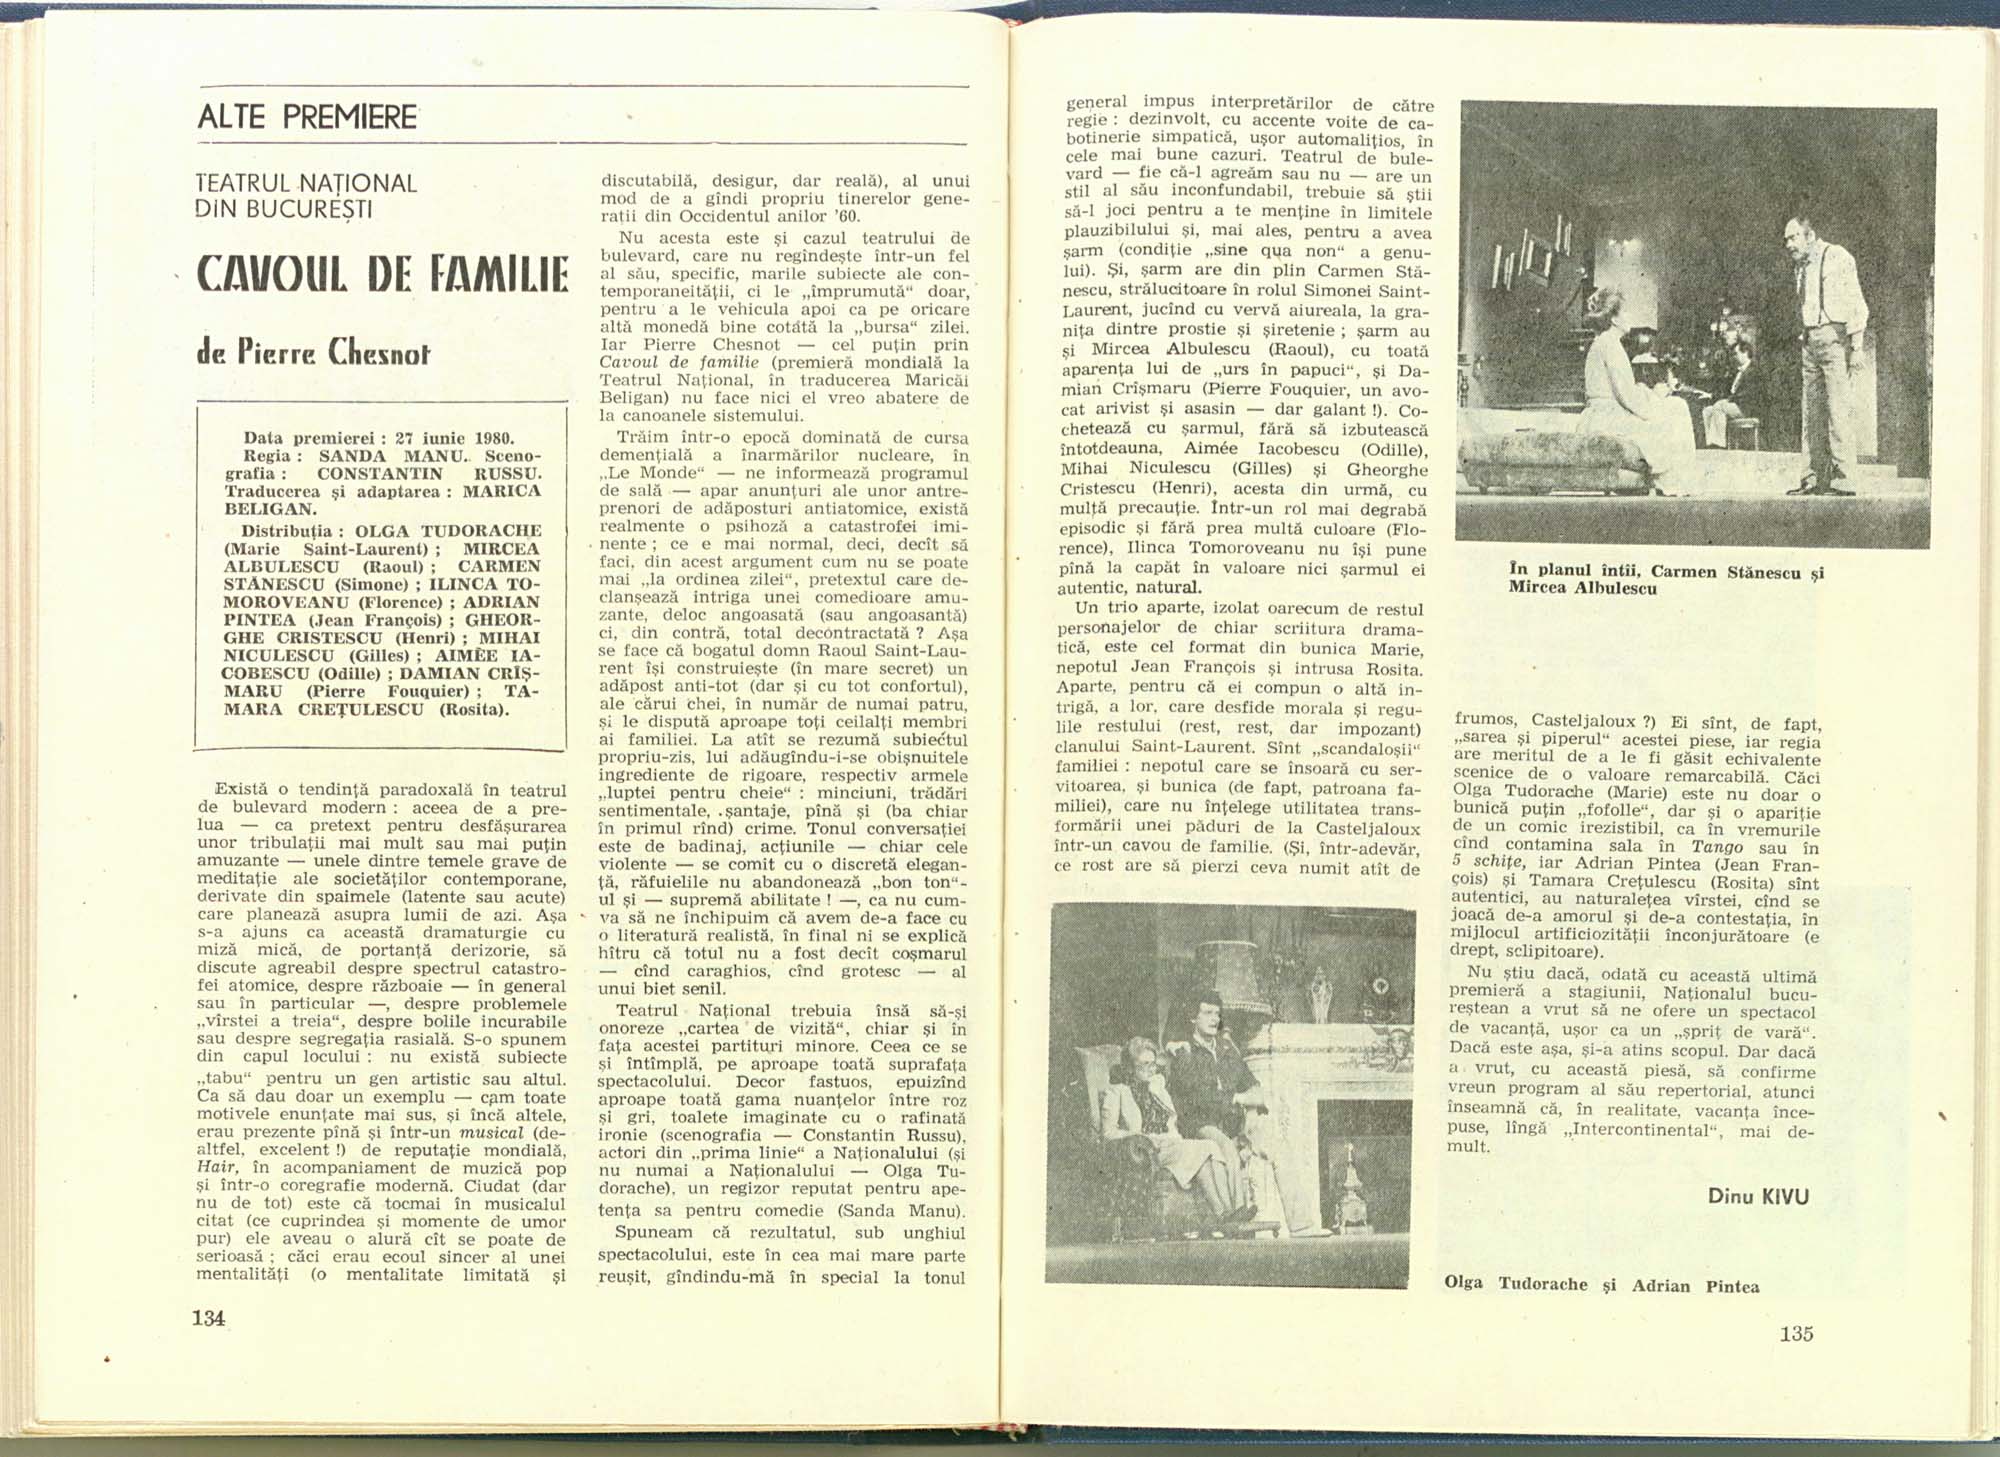 ALTE PREMIERE
TEATRUL NAȚIONAL
DIN BUCUREȘTI
CAVOUL DE FAMILIE
de Pierre Chesnot
Data premierei : 27 iunie 1980.
Regia : SANDA MANU. Sceno-
grafia : CONSTANTIN RUSSU.
Traducerea și adaptarea : MARICA
BELIGAN.
Distribuția : OLGA TUDORACHE
(Marie Saint-Laurent) ; MIRCEA
ALBULESCU (Raoul) ; CARMEN
STĂNESCU (Simone) ; ILINCA TO-
MOROVEANU (Florence) ; ADRIAN
PINTEA (Jean François) ; GHEOR-
GHE CRISTESCU (Henri) ; MIHAI
NICULESCU (Gilles) ; AIMÉE IA-
COBESCU (Odille) ; DAMIAN CRÎȘ-
MARU (Pierre Fouquier) ; TA-
MARA CREȚULESCU (Rosita).
Există o tendință paradoxală în teatrul
de bulevard modern : aceea de a pre-
lua — ca pretext pentru desfășurarea
unor tribulații mai mult sau mai puțin
amuzante — unele dintre temele grave de
meditație ale societăților contemporane,
derivate din spaimele (latente sau acute)
care planează asupra lumii de azi. Așa
s-a ajuns ca această dramaturgie cu
miză mică, de portanță derizorie, să
discute agreabil despre spectrul catastro-
fei atomice, despre războaie — în general
sau în particular —, despre problemele
„vîrstei a treia“, despre bolile incurabile
sau despre segregația rasială. S-o spunem
din capul locului : nu există subiecte
„tabu“ pentru un gen artistic sau altul.
Ca să dau doar un exemplu — cam toate
motivele enunțate mai sus, și încă altele,
erau prezente pînă și într-un musical (de-
altfel, excelent !) de reputație mondială,
Hair, în acompaniament de muzică pop
și într-o coregrafie modernă. Ciudat (dar
nu de tot) este că tocmai în musicalul
citat (ce cuprindea și momente de umor
pur) ele aveau o alură cît se poate de
serioasă ; căci erau ecoul sincer al unei
mentalități (o mentalitate limitată și
discutabilă, desigur, dar reală), al unui
mod de a gîndi propriu tinerelor gene-
rații din Occidentul anilor '60.
Nu acesta este și cazul teatrului de
bulevard, care nu regîndește într-un fel
al său, specific, marile subiecte ale con-
temporaneității, ci le „împrumută“ doar,
pentru a le vehicula apoi ca pe oricare
altă monedă bine cotată la „bursa“ zilei.
Iar Pierre Chesnot — cel puțin prin
Cavoul de familie (premieră mondială la
Teatrul Național, în traducerea Maricăi
Beligan) nu face nici el vreo abatere de
la canoanele sistemului.
Trăim într-o epocă dominată de cursa
demențială a înarmărilor nucleare, în
„Le Monde“ — ne informează programul
de sală — apar anunțuri ale unor antre-
prenori de adăposturi antiatomice, există
realmente o psihoză a catastrofei imi-
nente ; ce e mai normal, deci, decît să
faci, din acest argument cum nu se poate
mai „la ordinea zilei“, pretextul care de-
clanșează intriga unei comedioare amu-
zante, deloc angoasată (sau angoasantă)
ci, din contră, total decontractată ? Așa
se face că bogatul domn Raoul Saint-Lau-
rent își construiește (în mare secret) un
adăpost anti-tot (dar și cu tot confortul),
ale cărui chei, în număr de numai patru,
și le dispută aproape toți ceilalți membri
ai familiei. La atît se rezumă subiectul
propriu-zis, lui adăugîndu-i-se obișnuitele
ingrediente de rigoare, respectiv armele
„luptei pentru cheie“ : minciuni, trădări
sentimentale, șantaje, pînă și (ba chiar
în primul rînd) crime. Tonul conversației
este de badinaj, acțiunile — chiar cele
violente — se comit cu o discretă elegan-
ță, răfuielile nu abandonează „bon ton“-
ul și — supremă abilitate ! —, ca nu cum-
va să ne închipuim că avem de-a face cu
o literatură realistă, în final ni se explică
hîtru că totul nu a fost decît coșmarul
— cînd caraghios, cînd grotesc — al
unui biet senil.
Teatrul Național trebuia însă să-și
onoreze „cartea de vizită“, chiar și în
fața acestei partituri minore. Ceea ce se
și întîmplă, pe aproape toată suprafața
spectacolului. Decor fastuos, epuizînd
aproape toată gama nuanțelor între roz
și gri, toalete imaginate cu o rafinată
ironie (scenografia — Constantin Russu),
actori din „prima linie“ a Naționalului (și
nu numai a Naționalului — Olga Tu-
dorache), un regizor reputat pentru ape-
tența sa pentru comedie (Sanda Manu).
Spuneam că rezultatul, sub unghiul
spectacolului, este în cea mai mare parte
reușit, gîndindu-mă în special la tonul
134
general impus interpretărilor de către
regie : dezinvolt, cu accente voite de ca-
botinerie simpatică, ușor automalițios, în
cele mai bune cazuri. Teatrul de bule-
vard — fie că-l agreăm sau nu — are un
stil al său inconfundabil, trebuie să știi
să-l joci pentru a te menține în limitele
plauzibilului și, mai ales, pentru a avea
șarm (condiție „sine qua non“ a genu-
lui). Și, șarm are din plin Carmen Stă-
nescu, strălucitoare în rolul Simonei Saint-
Laurent, jucînd cu vervă aiureala, la gra-
nița dintre prostie și șiretenie ; șarm au
și Mircea Albulescu (Raoul), cu toată
aparența lui de „urs în papuci“, și Da-
mian Crîșmaru (Pierre Fouquier, un avo-
cat arivist și asasin — dar galant !). Co-
chetează cu șarmul, fără să izbutească
întotdeauna, Aimée Iacobescu (Odille),
Mihai Niculescu (Gilles) și Gheorghe
Cristescu (Henri), acesta din urmă, cu
multă precauție. Într-un rol mai degrabă
episodic și fără prea multă culoare (Flo-
rence), Ilinca Tomoroveanu nu își pune
pînă la capăt în valoare nici șarmul ei
autentic, natural.
Un trio aparte, izolat oarecum de restul
personajelor de chiar scriitura drama-
tică, este cel format din bunica Marie,
nepotul Jean François și intrusa Rosita.
Aparte, pentru că ei compun o altă in-
trigă, a lor, care desfide morala și regu-
lile restului (rest, rest, dar impozant)
clanului Saint-Laurent. Sînt „scandaloșii“
familiei : nepotul care se însoară cu ser-
vitoarea, și bunica (de fapt, patroana fa-
miliei), care nu înțelege utilitatea trans-
formării unei păduri de la Casteljaloux
într-un cavou de familie. (Și, într-adevăr,
ce rost are să pierzi ceva numit atît de
În planul întîi, Carmen Stănescu și
Mircea Albulescu
frumos, Casteljaloux ?) Ei sînt, de fapt,
„sarea și piperul“ acestei piese, iar regia
are meritul de a le fi găsit echivalente
scenice de o valoare remarcabilă. Căci
Olga Tudorache (Marie) este nu doar o
bunică puțin „fofolle“, dar și o apariție
de un comic irezistibil, ca în vremurile
cînd contamina sala în Tango sau în
5 schițe, iar Adrian Pintea (Jean Fran-
çois) și Tamara Crețulescu (Rosita) sînt
autentici, au naturalețea vîrstei, cînd se
joacă de-a amorul și de-a contestația, în
mijlocul artificiozității înconjurătoare (e
drept, sclipitoare).
Nu știu dacă, odată cu această ultimă
premieră a stagiunii, Naționalul bucu-
reștean a vrut să ne ofere un spectacol
de vacanță, ușor ca un „șpriț de vară“.
Dacă este așa, și-a atins scopul. Dar dacă
a vrut, cu această piesă, să confirme
vreun program al său repertorial, atunci
înseamnă că, în realitate, vacanța înce-
puse, lîngă „Intercontinental“, mai de-
mult.
Dinu KIVU
Olga Tudorache și Adrian Pintea
135